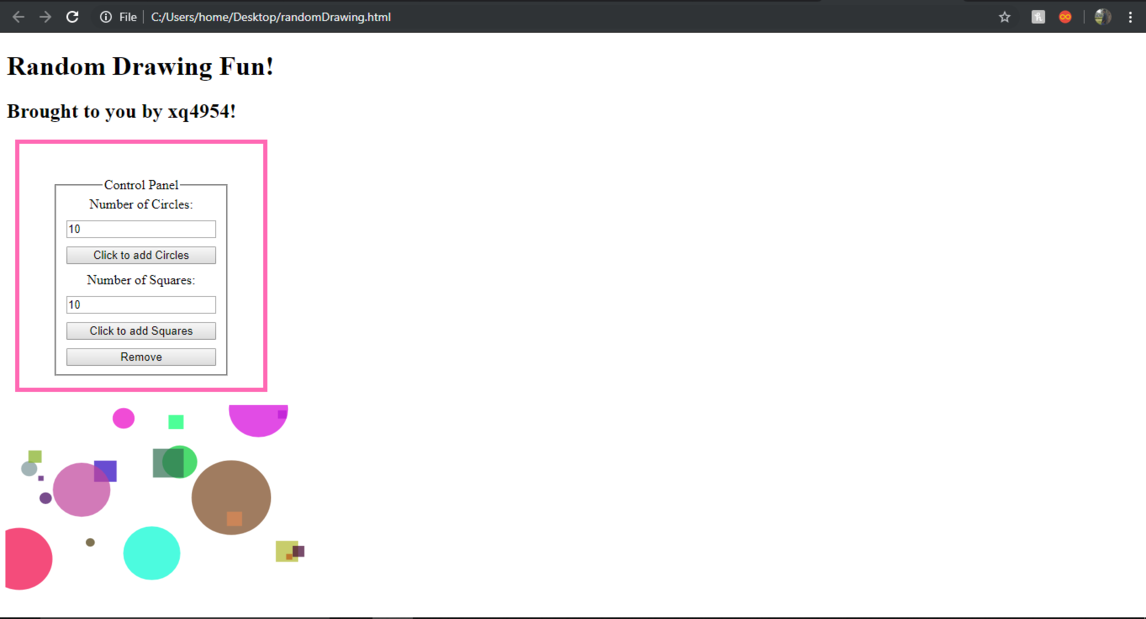 File C:/Users/home/Desktop/randomDrawing.html
Random Drawing Fun!
Brought to you by xq4954!
Control Panel
Number of Circles:
10
Click to add Circles
Number of Squares:
10
Click to add Squares
Remove